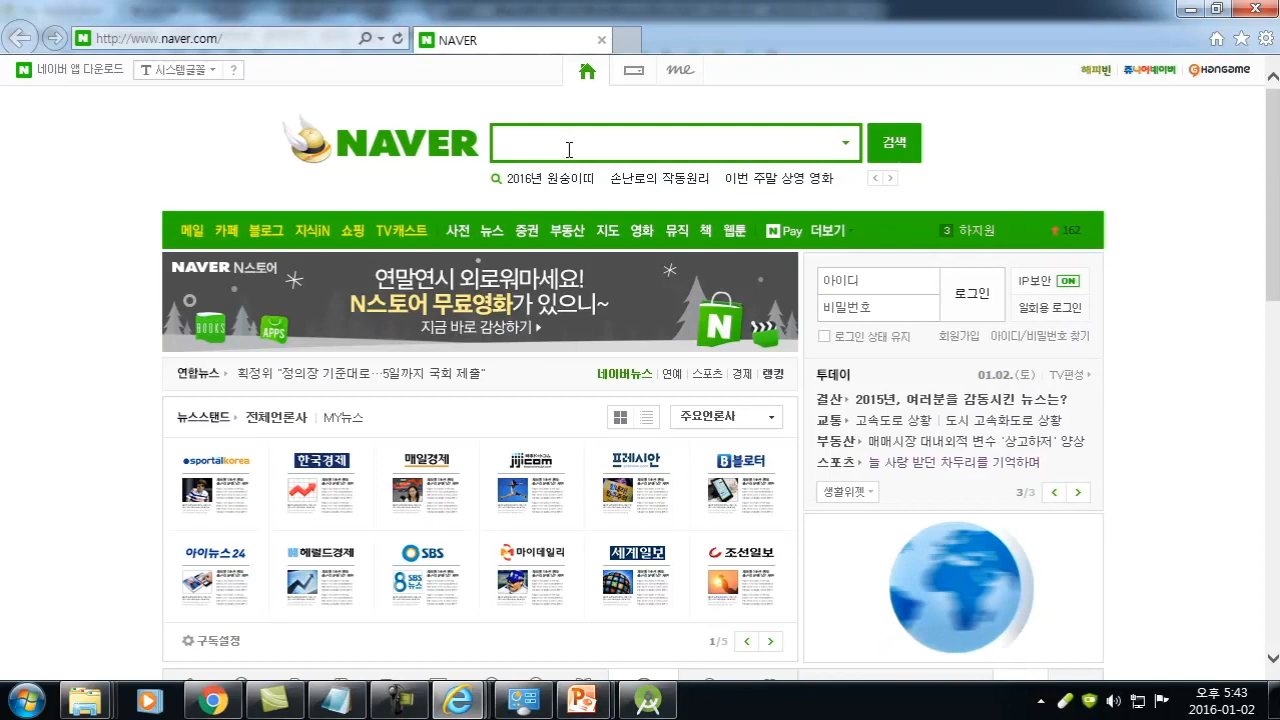 http://www.naver.com/
NAVER
네이버 앱 다운로드
T 시스템글꼴
?
me
해피빈 쥬니어네이버 Hangame
NAVER
검색
2016년 원숭이띠 손난로의 작동원리 이번 주말 상영 영화
메일 카페 블로그 지식iN 쇼핑 TV캐스트 사전 뉴스 증권 부동산 지도 영화 뮤직 책 웹툰 N Pay 더보기
3 하지원 162
NAVER N스토어
연말연시 외로워마세요!
N스토어 무료영화가 있으니~
지금 바로 감상하기
BOOKS
APPS
N
아이디
비밀번호
로그인
IP보안 ON
일회용 로그인
로그인 상태 유지 회원가입 아이디/비밀번호 찾기
연합뉴스 획정위 "정의장 기준대로…5일까지 국회 제출"
네이버뉴스 연예 스포츠 경제 랭킹
투데이 01.02.(토) TV편성
결산 2015년, 여러분을 감동시킨 뉴스는?
교통 고속도로 상황 도시 고속화도로 상황
부동산 매매시장 대내외적 변수 '상고하저' 양상
스포츠 늘 사랑 받던 차두리를 기억하며
생활위젯 3/3
뉴스스탠드 전체언론사 MY뉴스
주요언론사
sportalkorea 한국경제 매일경제 jjijcom 프레시안 블로터
아이뉴스24 헤럴드경제 SBS 마이데일리 세계일보 조선일보
SBS
뉴스
구독설정
1/5
오후 5:43
2016-01-02